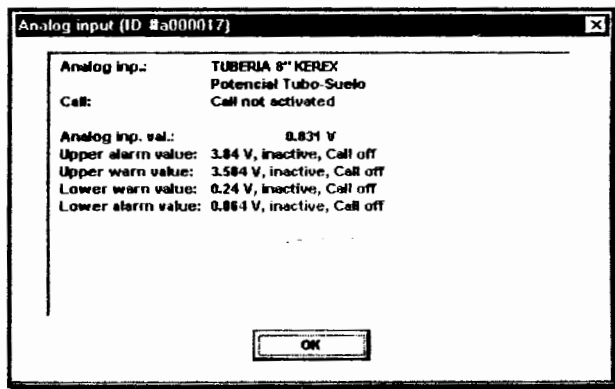 Analog input (ID #a000017)
Analog inp.: TUBERIA 8" KEREX
Potencial Tubo-Suelo
Call: Call not activated
Analog inp. val.: 0.831 V
Upper alarm value: 3.84 V, inactive, Call off
Upper warn value: 3.584 V, inactive, Call off
Lower warn value: 0.24 V, inactive, Call off
Lower alarm value: 0.064 V, inactive, Call off
OK